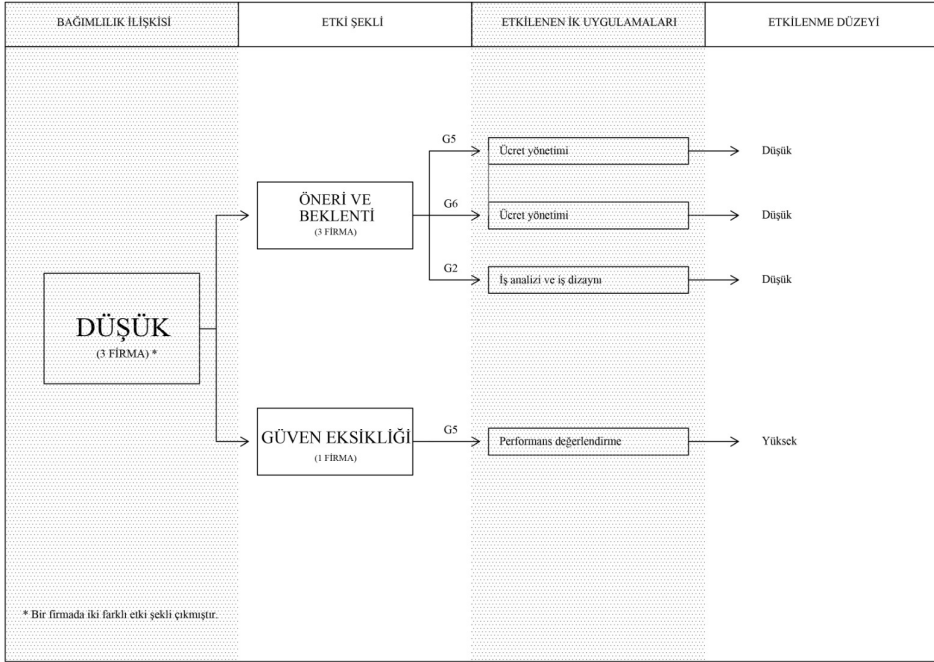 BAĞIMLILIK İLİŞKİSİ
ETKİ ŞEKLİ
ETKİLENEN İK UYGULAMALARI
ETKİLENME DÜZEYİ
DÜŞÜK
(3 FİRMA) *
ÖNERİ VE
BEKLENTİ
(3 FİRMA)
G5
Ücret yönetimi
Düşük
G6
Ücret yönetimi
Düşük
G2
İş analizi ve iş dizaynı
Düşük
GÜVEN EKSİKLİĞİ
(1 FİRMA)
G5
Performans değerlendirme
Yüksek
* Bir firmada iki farklı etki şekli çıkmıştır.